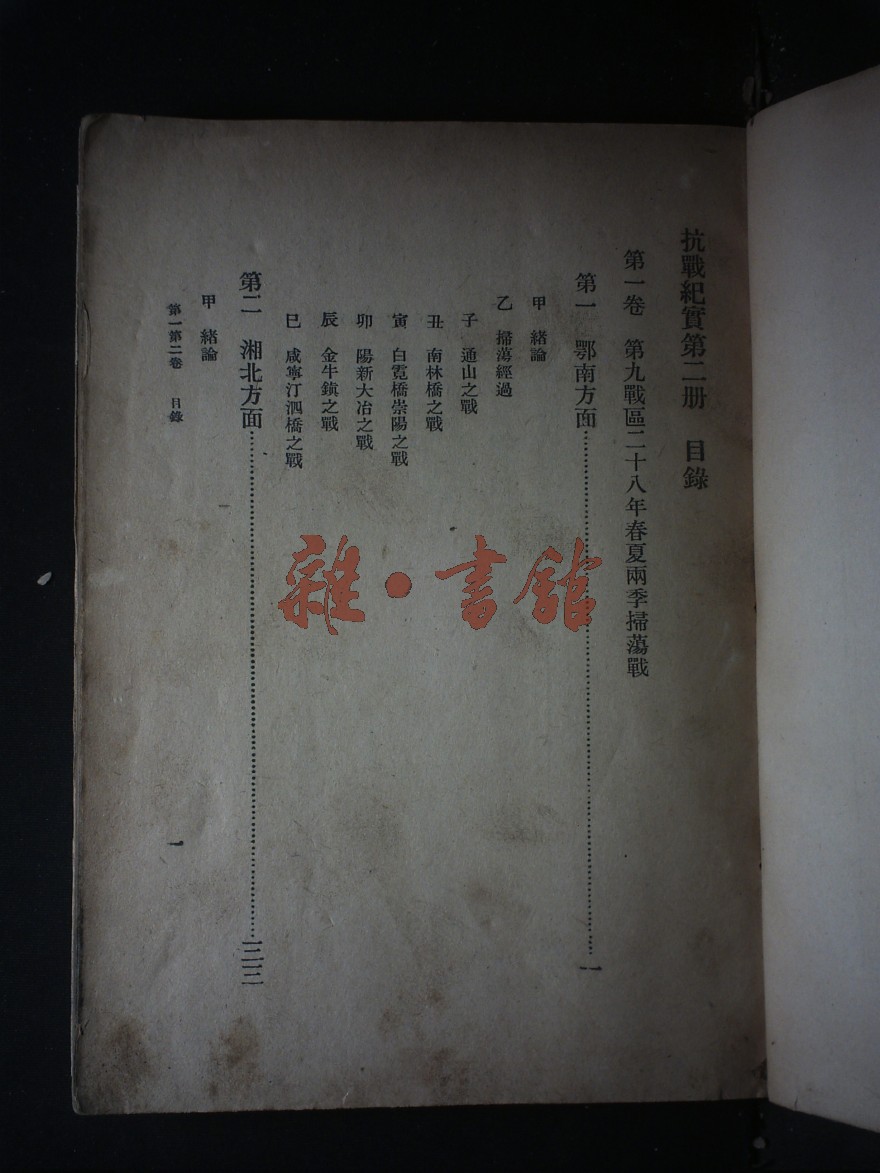 抗戰紀實第二册　目錄
第一卷　第九戰區二十八年春夏兩季掃蕩戰
第一　鄂南方面……一
甲　緒論
乙　掃蕩經過
子　通山之戰
丑　南林橋之戰
寅　白霓橋崇陽之戰
卯　陽新大冶之戰
辰　金牛鎮之戰
巳　咸寧汀泗橋之戰
第二　湘北方面……
甲　緒論
第一第二卷　目錄
一
雜·書館